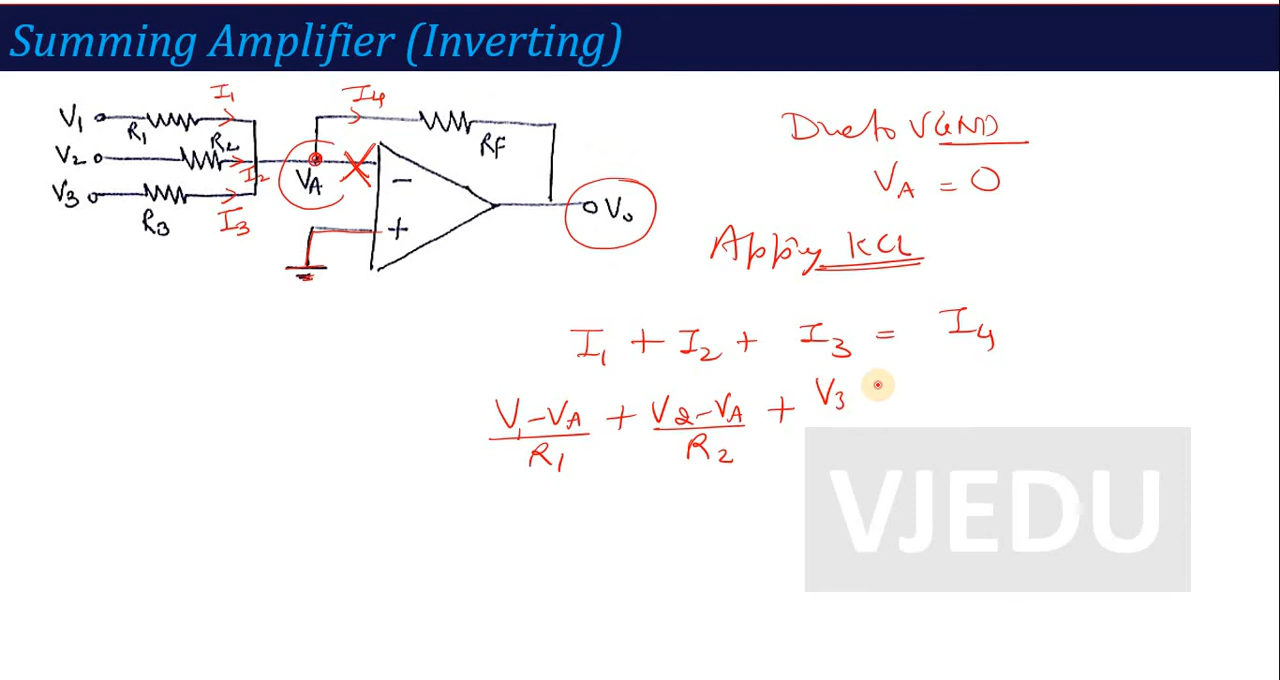 Summing Amplifier (Inverting)
I1
I4
V1
R1
R2
RF
V2
I2
VA
V3
R3
I3
−
+
Vo
Due to VGND
VA = 0
Apply KCL
I1 + I2 + I3 = I4
V1-VA/R1 + V2-VA/R2 + V3
VJEDU